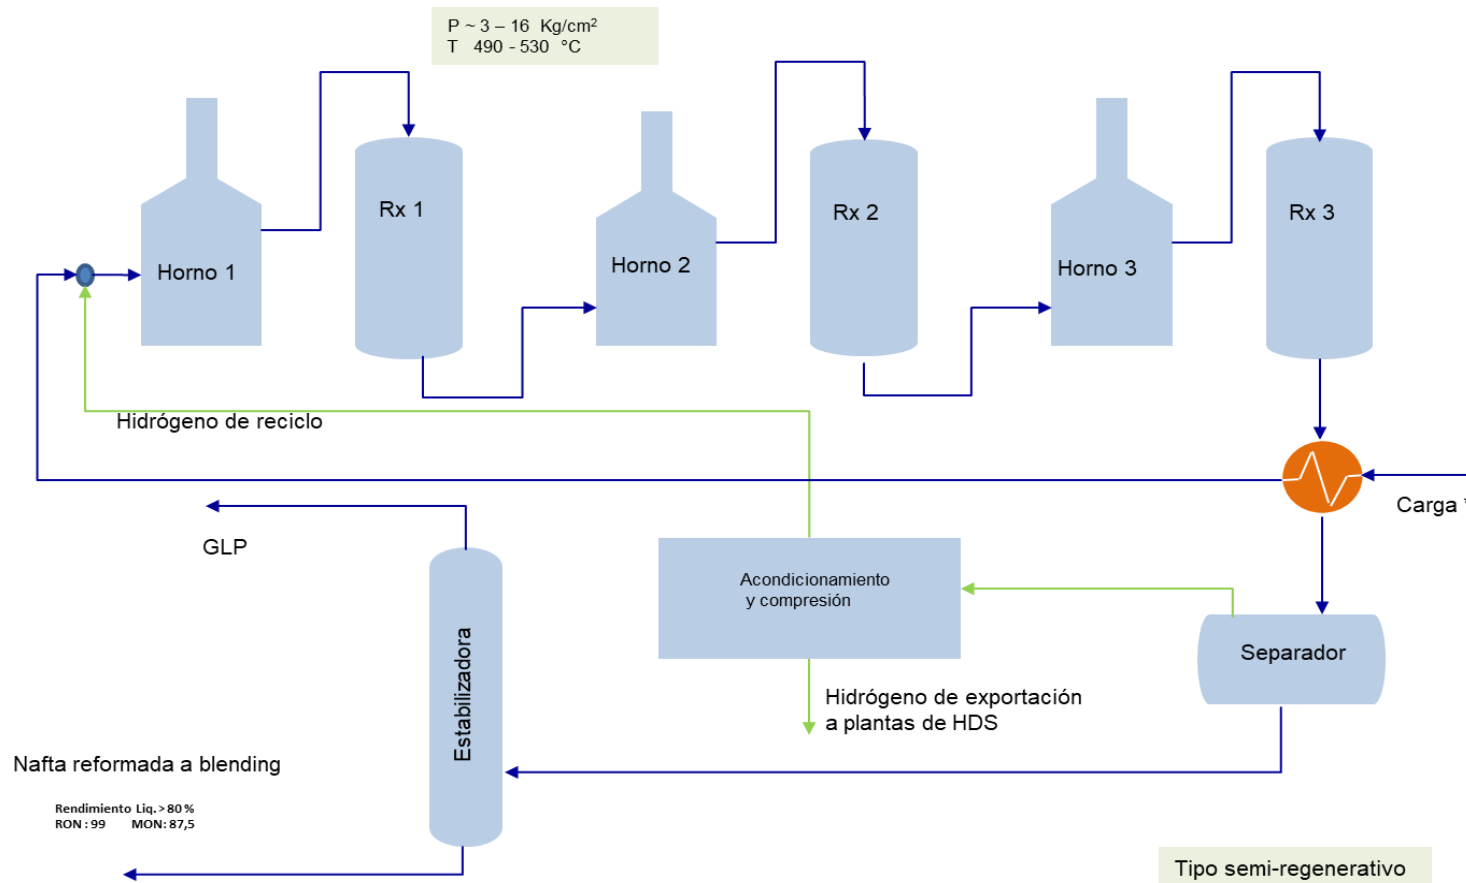 P ~ 3 – 16 Kg/cm²
T 490 - 530 °C
Rx 1
Rx 2
Rx 3
Horno 1
Horno 2
Horno 3
Hidrógeno de reciclo
Carga *
GLP
Acondicionamiento
y compresión
Estabilizadora
Separador
Hidrógeno de exportación
a plantas de HDS
Nafta reformada a blending
Rendimiento Liq. > 80 %
RON : 99 MON: 87,5
Tipo semi-regenerativo